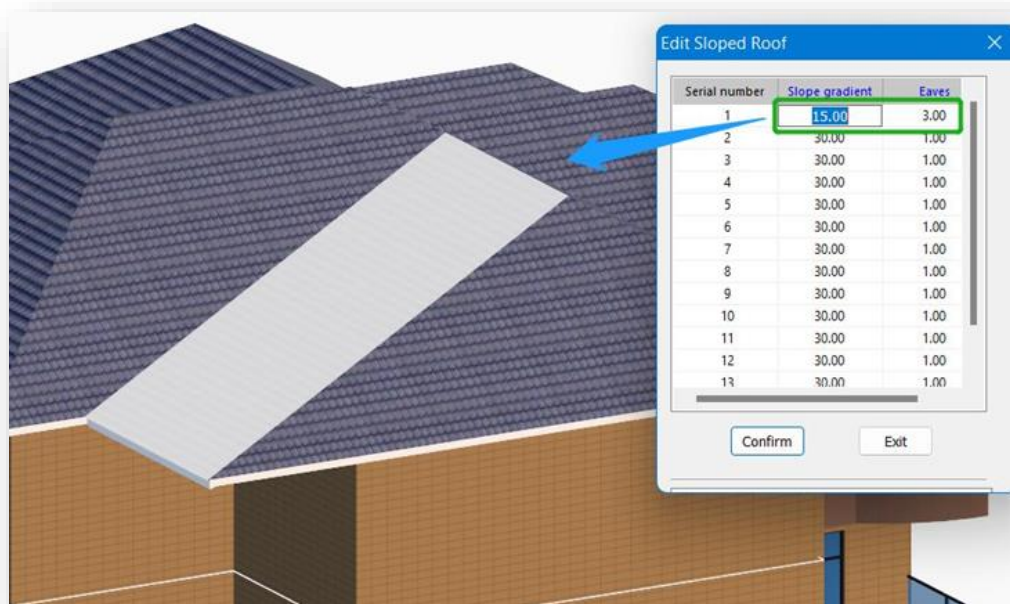 Edit Sloped Roof
Serial number Slope gradient Eaves
1 15.00 3.00
2 30.00 1.00
3 30.00 1.00
4 30.00 1.00
5 30.00 1.00
6 30.00 1.00
7 30.00 1.00
8 30.00 1.00
9 30.00 1.00
10 30.00 1.00
11 30.00 1.00
12 30.00 1.00
13 30.00 1.00
Confirm Exit